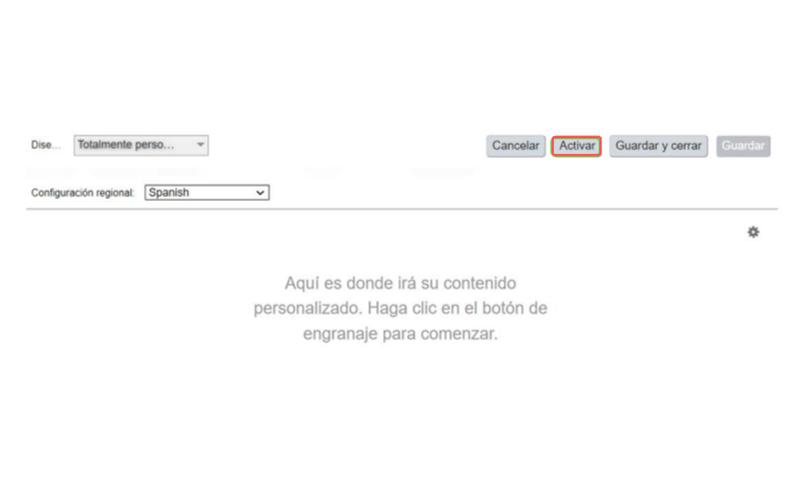 Dise... Totalmente perso... Cancelar Activar Guardar y cerrar Guardar
Configuración regional: Spanish
Aquí es donde irá su contenido
personalizado. Haga clic en el botón de
engranaje para comenzar.